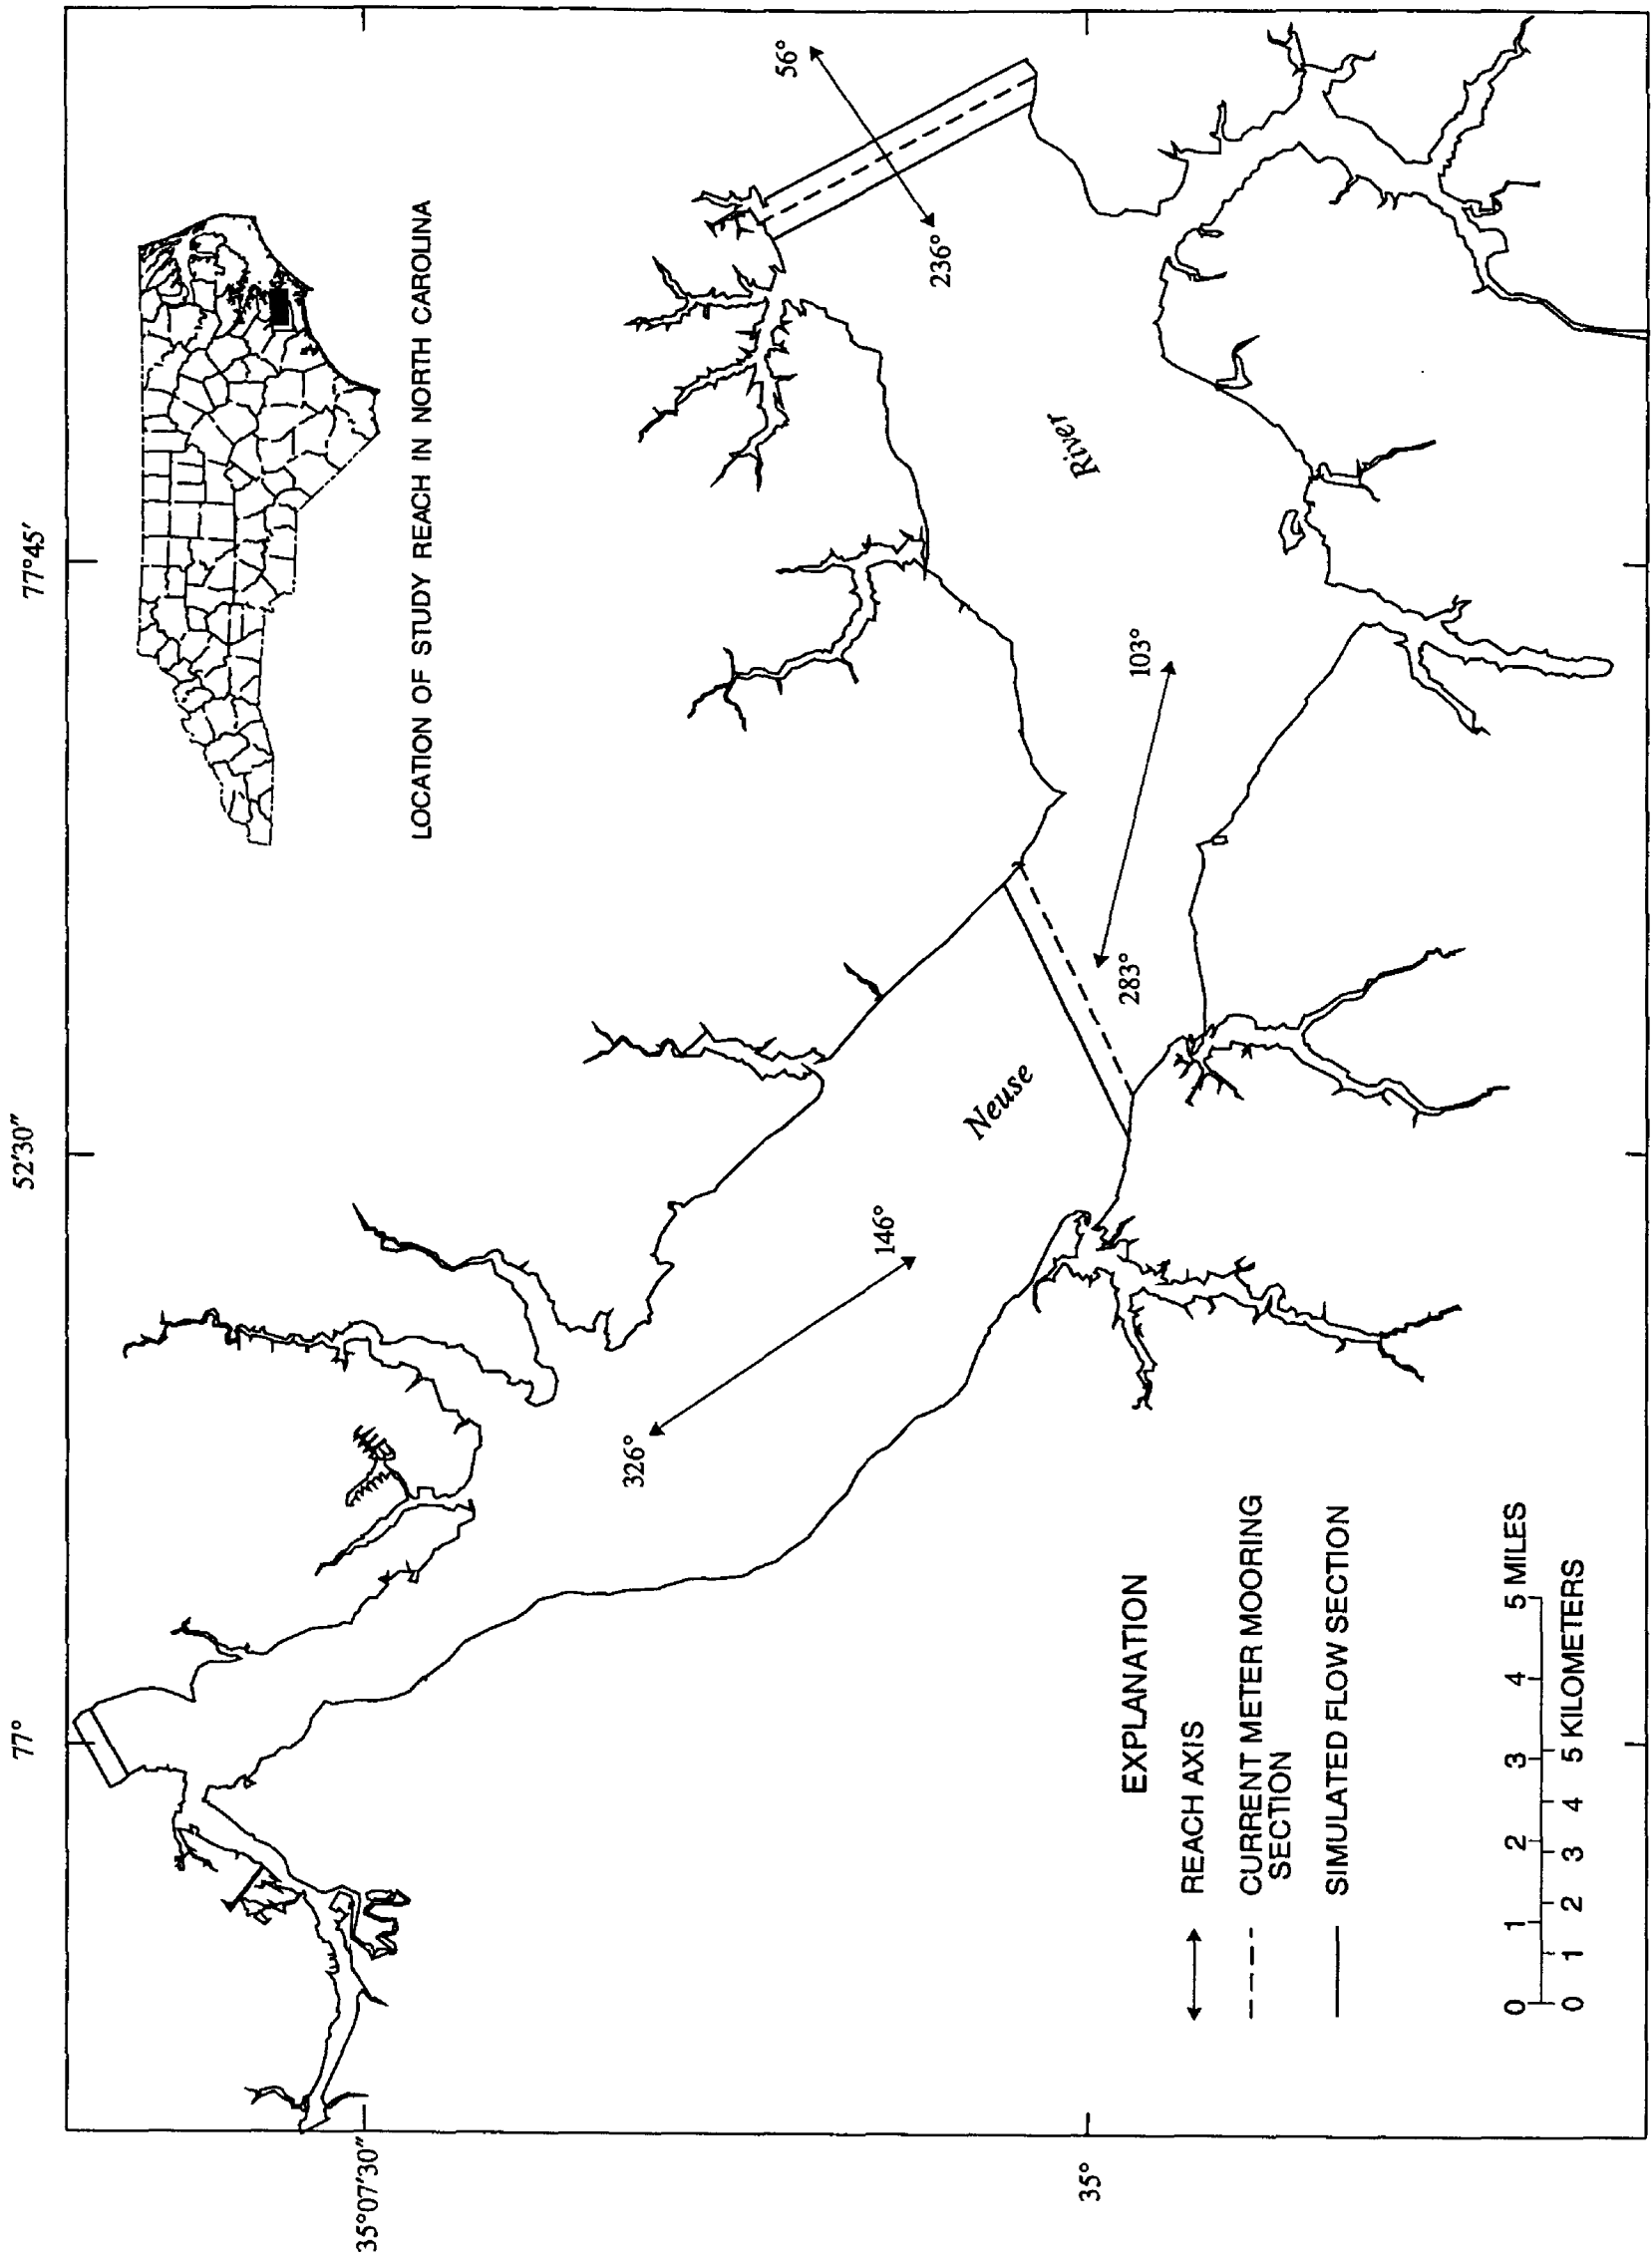 77°
52'30"
77°45'
35°07'30"
35°
LOCATION OF STUDY REACH IN NORTH CAROLINA
326°
146°
Neuse
283°
103°
River
56°
236°
EXPLANATION
REACH AXIS
CURRENT METER MOORING
SECTION
SIMULATED FLOW SECTION
0 1 2 3 4 5 MILES
0 1 2 3 4 5 KILOMETERS